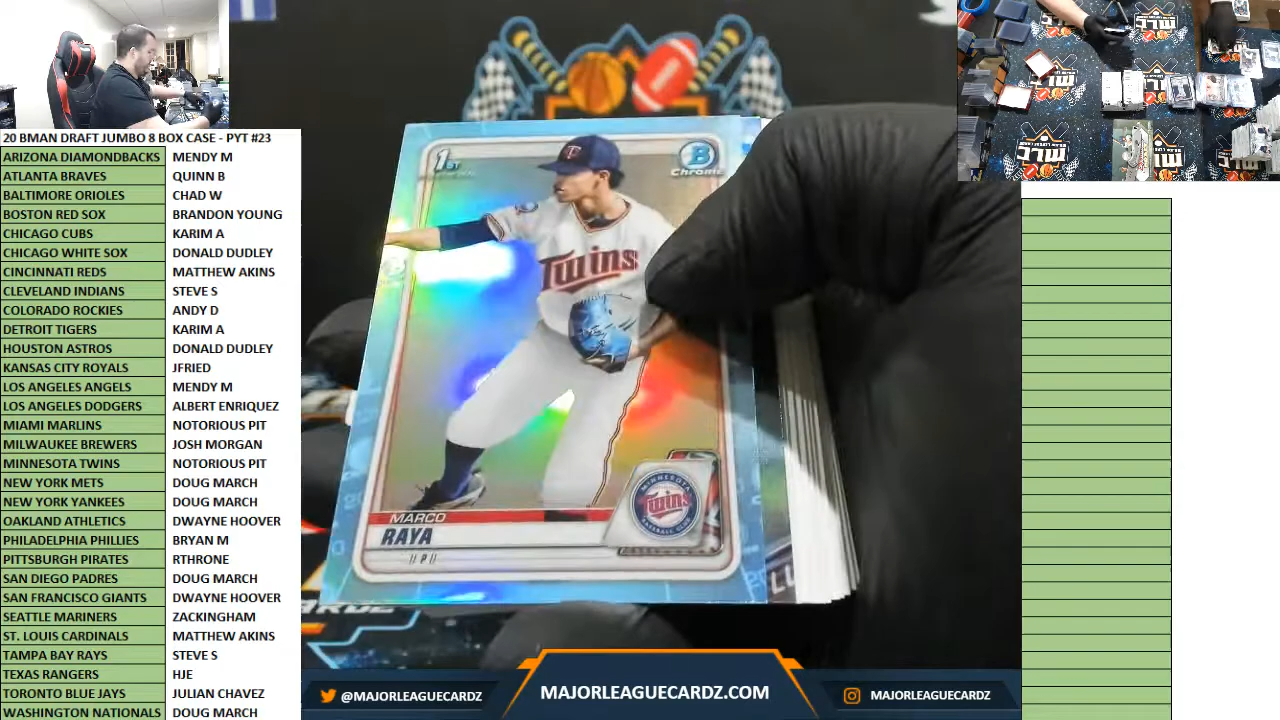 20 BMAN DRAFT JUMBO 8 BOX CASE - PYT #23
ARIZONA DIAMONDBACKS MENDY M
ATLANTA BRAVES QUINN B
BALTIMORE ORIOLES CHAD W
BOSTON RED SOX BRANDON YOUNG
CHICAGO CUBS KARIM A
CHICAGO WHITE SOX DONALD DUDLEY
CINCINNATI REDS MATTHEW AKINS
CLEVELAND INDIANS STEVE S
COLORADO ROCKIES ANDY D
DETROIT TIGERS KARIM A
HOUSTON ASTROS DONALD DUDLEY
KANSAS CITY ROYALS JFRIED
LOS ANGELES ANGELS MENDY M
LOS ANGELES DODGERS ALBERT ENRIQUEZ
MIAMI MARLINS NOTORIOUS PIT
MILWAUKEE BREWERS JOSH MORGAN
MINNESOTA TWINS NOTORIOUS PIT
NEW YORK METS DOUG MARCH
NEW YORK YANKEES DOUG MARCH
OAKLAND ATHLETICS DWAYNE HOOVER
PHILADELPHIA PHILLIES BRYAN M
PITTSBURGH PIRATES RTHRONE
SAN DIEGO PADRES DOUG MARCH
SAN FRANCISCO GIANTS DWAYNE HOOVER
SEATTLE MARINERS ZACKINGHAM
ST. LOUIS CARDINALS MATTHEW AKINS
TAMPA BAY RAYS STEVE S
TEXAS RANGERS HJE
TORONTO BLUE JAYS JULIAN CHAVEZ
WASHINGTON NATIONALS DOUG MARCH
1ST
B
Chrome
T
Twins
MINNESOTA
Twins
BASEBALL CLUB
MARCO
RAYA
P
LU
@MAJORLEAGUECARDZ
MAJORLEAGUECARDZ.COM
MAJORLEAGUECARDZ
MLC